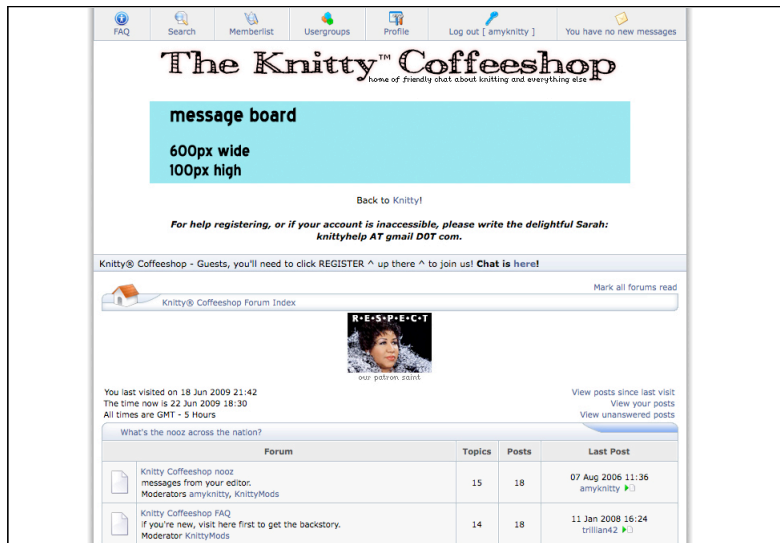 FAQ Search Memberlist Usergroups Profile Log out [ amyknitty ] You have no new messages
The Knitty™ Coffeeshop
home of friendly chat about knitting and everything else
message board
600px wide
100px high
Back to Knitty!
For help registering, or if your account is inaccessible, please write the delightful Sarah:
knittyhelp AT gmail D0T com.
Knitty® Coffeeshop - Guests, you'll need to click REGISTER ^ up there ^ to join us! Chat is here!
Mark all forums read
Knitty® Coffeeshop Forum Index
R•E•S•P•E•C•T
our patron saint
You last visited on 18 Jun 2009 21:42
The time now is 22 Jun 2009 18:30
All times are GMT - 5 Hours
View posts since last visit
View your posts
View unanswered posts
What's the nooz across the nation?
Forum Topics Posts Last Post
Knitty Coffeeshop nooz
messages from your editor.
Moderators amyknitty, KnittyMods
15 18
07 Aug 2006 11:36
amyknitty
Knitty Coffeeshop FAQ
If you're new, visit here first to get the backstory.
Moderator KnittyMods
14 18
11 Jan 2008 16:24
trillian42